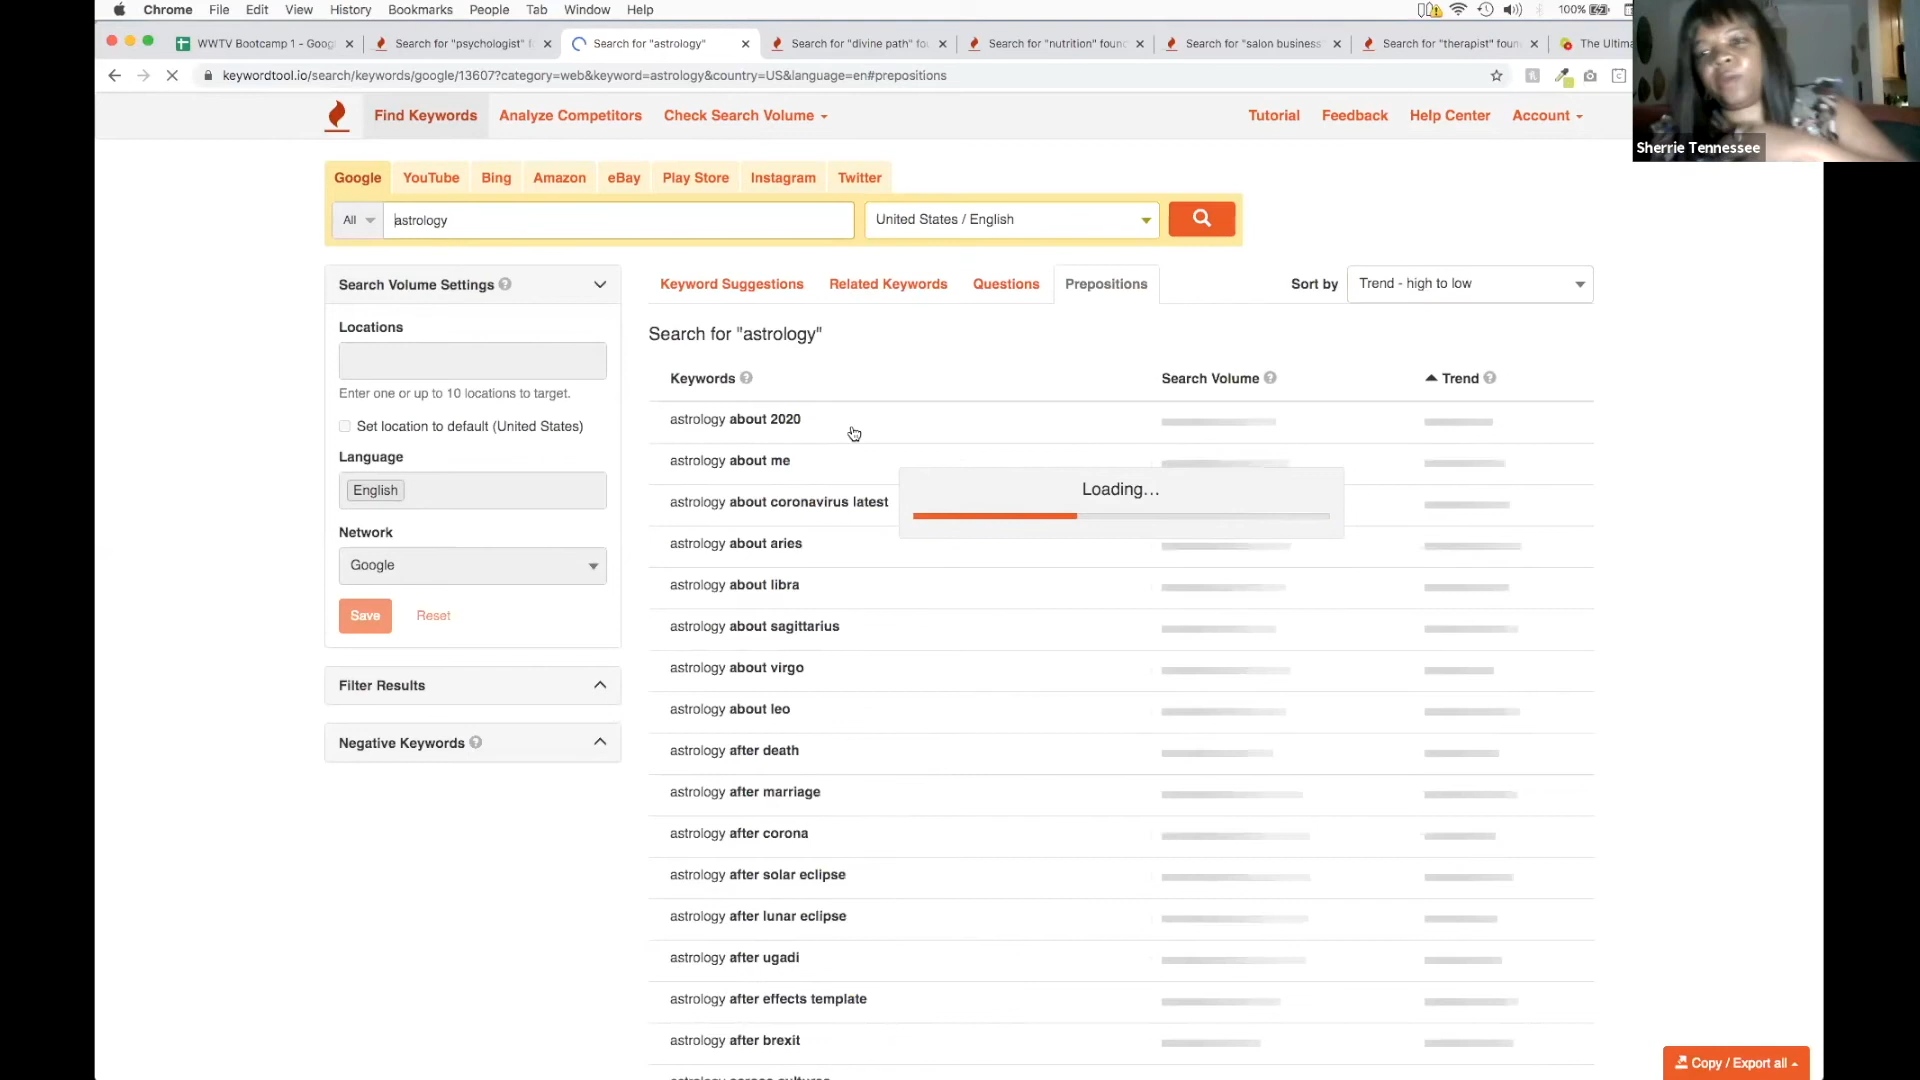 Chrome File Edit View History Bookmarks People Tab Window Help 100%
WWTV Bootcamp 1 - Goog Search for "psychologist" f Search for "astrology" Search for "divine path" fou Search for "nutrition" found Search for "salon business" Search for "therapist" foun The Ultima
keywordtool.io/search/keywords/google/13607?category=web&keyword=astrology&country=US&language=en#prepositions
Find Keywords Analyze Competitors Check Search Volume Tutorial Feedback Help Center Account
Sherrie Tennessee
Google YouTube Bing Amazon eBay Play Store Instagram Twitter
All astrology United States / English
Search Volume Settings
Keyword Suggestions Related Keywords Questions Prepositions Sort by Trend - high to low
Locations
Enter one or up to 10 locations to target.
Set location to default (United States)
Language
English
Network
Google
Save Reset
Filter Results
Negative Keywords
Search for "astrology"
Keywords Search Volume Trend
astrology about 2020
astrology about me
Loading...
astrology about coronavirus latest
astrology about aries
astrology about libra
astrology about sagittarius
astrology about virgo
astrology about leo
astrology after death
astrology after marriage
astrology after corona
astrology after solar eclipse
astrology after lunar eclipse
astrology after ugadi
astrology after effects template
astrology after brexit
Copy / Export all